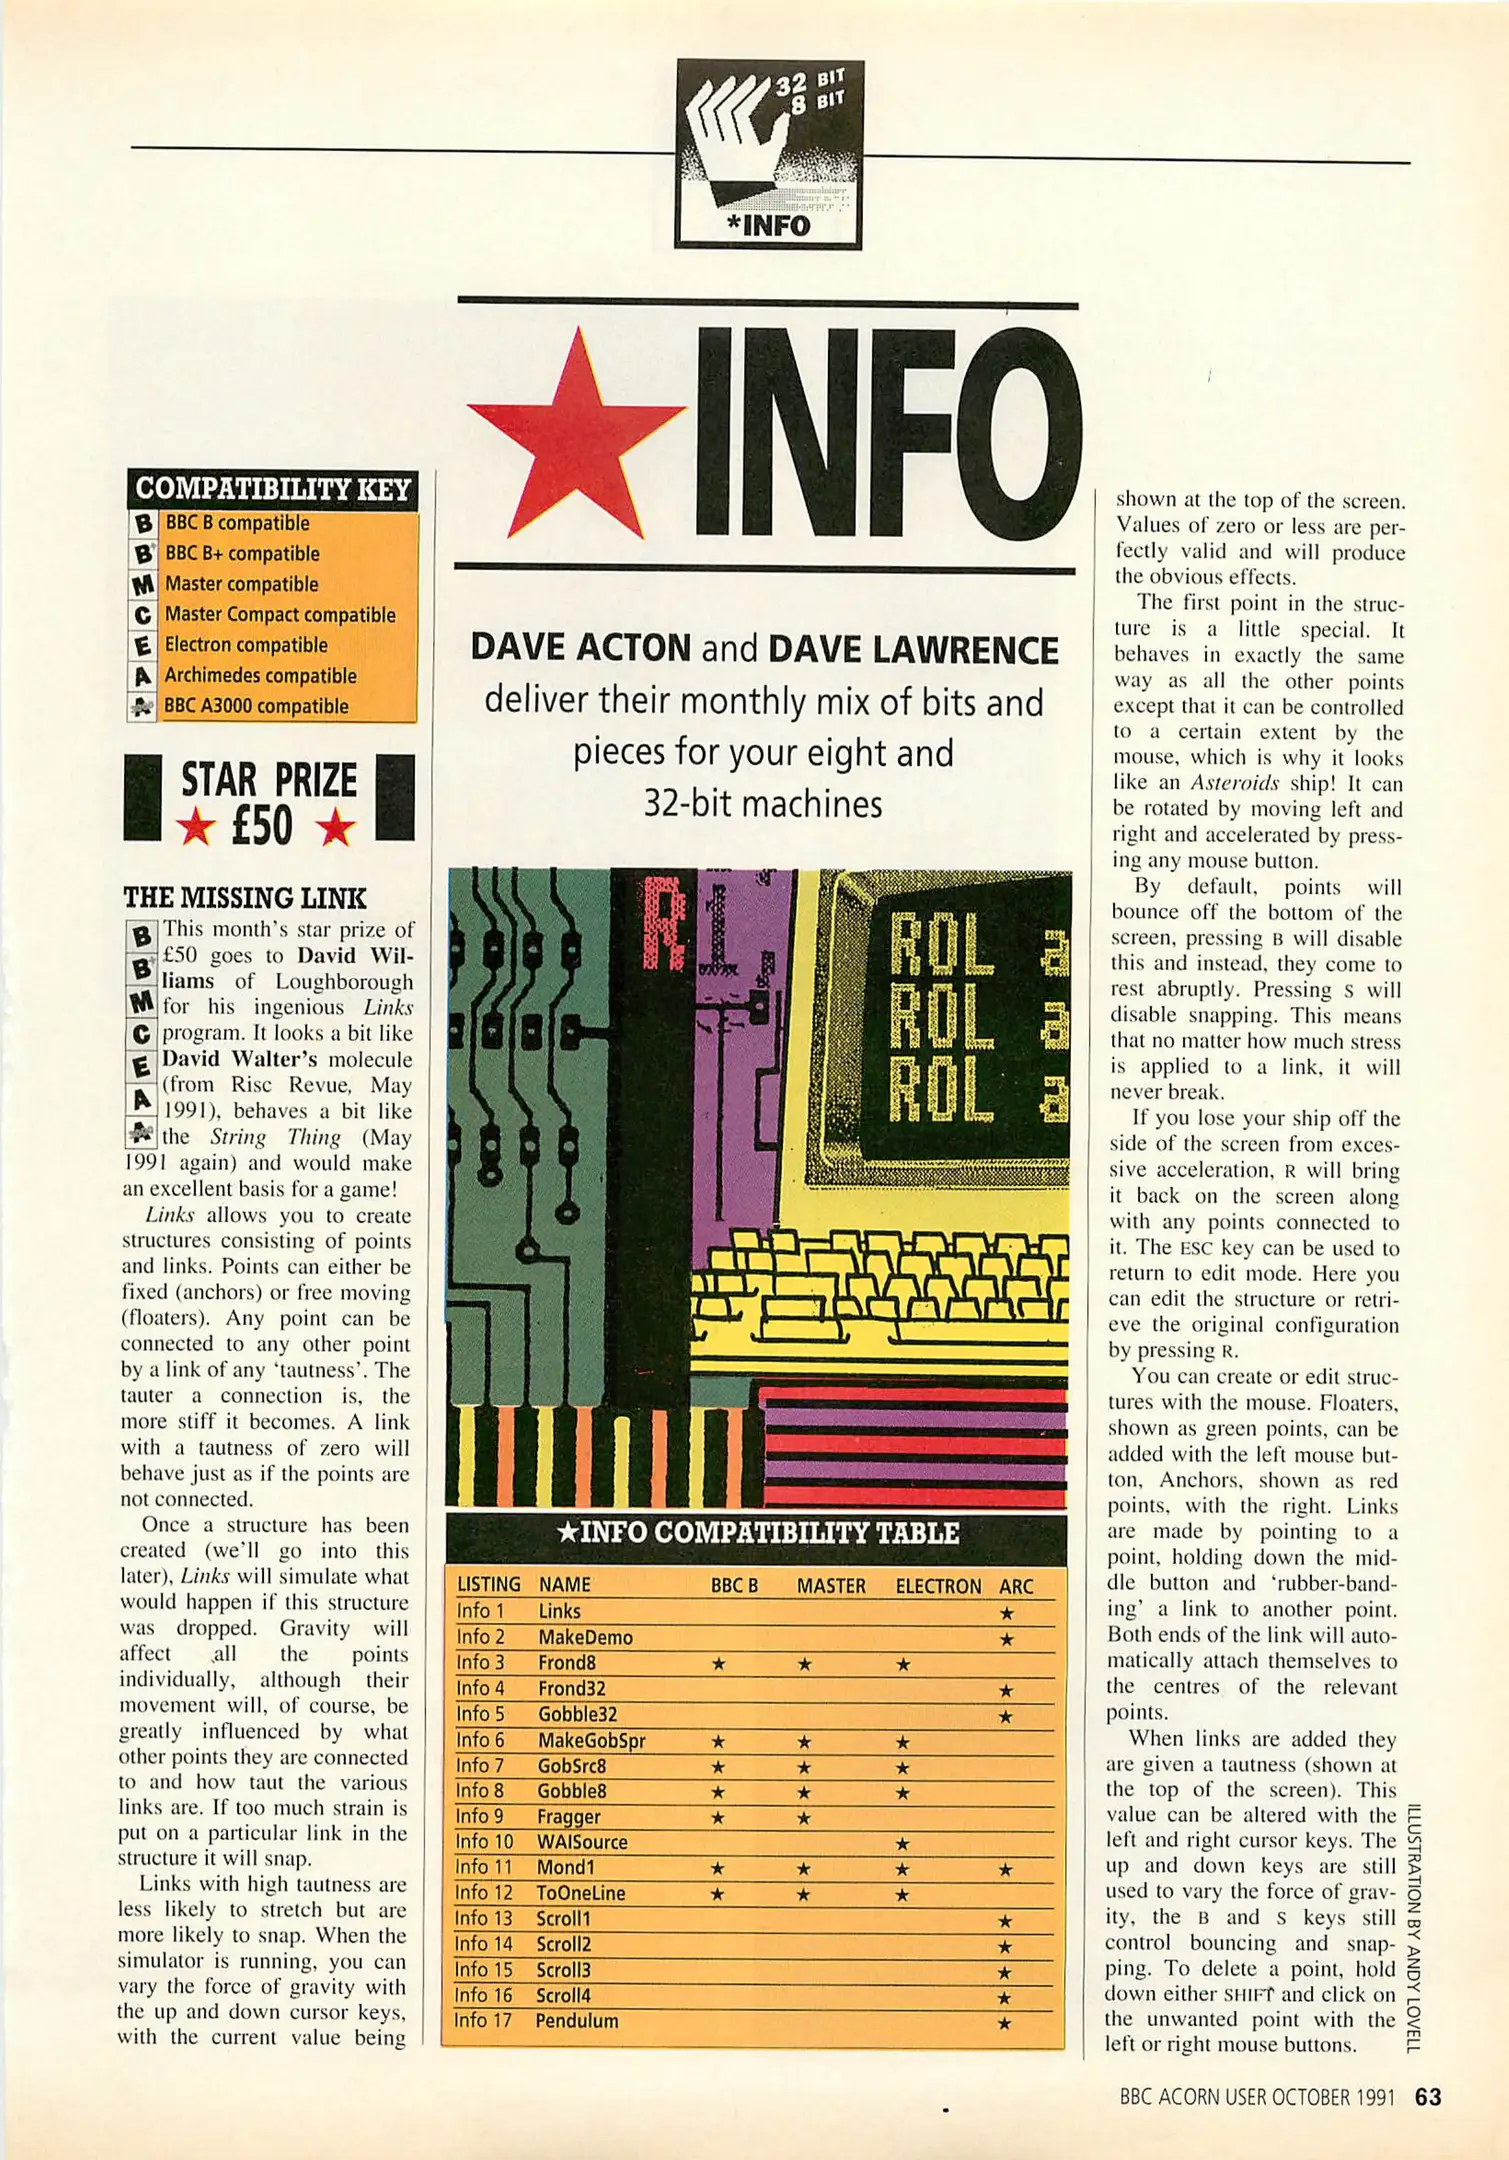 32 BIT
8 BIT
*INFO
★INFO
DAVE ACTON and DAVE LAWRENCE
deliver their monthly mix of bits and
pieces for your eight and
32-bit machines
COMPATIBILITY KEY
B BBC B compatible
B+ BBC B+ compatible
M Master compatible
C Master Compact compatible
E Electron compatible
A Archimedes compatible
BBC A3000 compatible
STAR PRIZE
★ £50 ★
THE MISSING LINK
B
B+
M
C
E
A
This month's star prize of
£50 goes to David Wil-
liams of Loughborough
for his ingenious Links
program. It looks a bit like
David Walter's molecule
(from Risc Revue, May
1991), behaves a bit like
the String Thing (May
1991 again) and would make
an excellent basis for a game!
Links allows you to create
structures consisting of points
and links. Points can either be
fixed (anchors) or free moving
(floaters). Any point can be
connected to any other point
by a link of any 'tautness'. The
tauter a connection is, the
more stiff it becomes. A link
with a tautness of zero will
behave just as if the points are
not connected.
Once a structure has been
created (we'll go into this
later), Links will simulate what
would happen if this structure
was dropped. Gravity will
affect all the points
individually, although their
movement will, of course, be
greatly influenced by what
other points they are connected
to and how taut the various
links are. If too much strain is
put on a particular link in the
structure it will snap.
Links with high tautness are
less likely to stretch but are
more likely to snap. When the
simulator is running, you can
vary the force of gravity with
the up and down cursor keys,
with the current value being
R
ROL a
ROL a
ROL a
★INFO COMPATIBILITY TABLE
LISTING NAME BBC B MASTER ELECTRON ARC
Info 1 Links ★
Info 2 MakeDemo ★
Info 3 Frond8 ★ ★ ★
Info 4 Frond32 ★
Info 5 Gobble32 ★
Info 6 MakeGobSpr ★ ★ ★
Info 7 GobSrc8 ★ ★ ★
Info 8 Gobble8 ★ ★ ★
Info 9 Fragger ★ ★
Info 10 WAISource ★
Info 11 Mond1 ★ ★ ★ ★
Info 12 ToOneLine ★ ★ ★
Info 13 Scroll1 ★
Info 14 Scroll2 ★
Info 15 Scroll3 ★
Info 16 Scroll4 ★
Info 17 Pendulum ★
shown at the top of the screen.
Values of zero or less are per-
fectly valid and will produce
the obvious effects.
The first point in the struc-
ture is a little special. It
behaves in exactly the same
way as all the other points
except that it can be controlled
to a certain extent by the
mouse, which is why it looks
like an Asteroids ship! It can
be rotated by moving left and
right and accelerated by press-
ing any mouse button.
By default, points will
bounce off the bottom of the
screen, pressing B will disable
this and instead, they come to
rest abruptly. Pressing S will
disable snapping. This means
that no matter how much stress
is applied to a link, it will
never break.
If you lose your ship off the
side of the screen from exces-
sive acceleration, R will bring
it back on the screen along
with any points connected to
it. The ESC key can be used to
return to edit mode. Here you
can edit the structure or retri-
eve the original configuration
by pressing R.
You can create or edit struc-
tures with the mouse. Floaters,
shown as green points, can be
added with the left mouse but-
ton, Anchors, shown as red
points, with the right. Links
are made by pointing to a
point, holding down the mid-
dle button and 'rubber-band-
ing' a link to another point.
Both ends of the link will auto-
matically attach themselves to
the centres of the relevant
points.
When links are added they
are given a tautness (shown at
the top of the screen). This
value can be altered with the
left and right cursor keys. The
up and down keys are still
used to vary the force of grav-
ity, the B and S keys still
control bouncing and snap-
ping. To delete a point, hold
down either SHIFT and click on
the unwanted point with the
left or right mouse buttons.
ILLUSTRATION BY ANDY LOVELL
BBC ACORN USER OCTOBER 1991 63